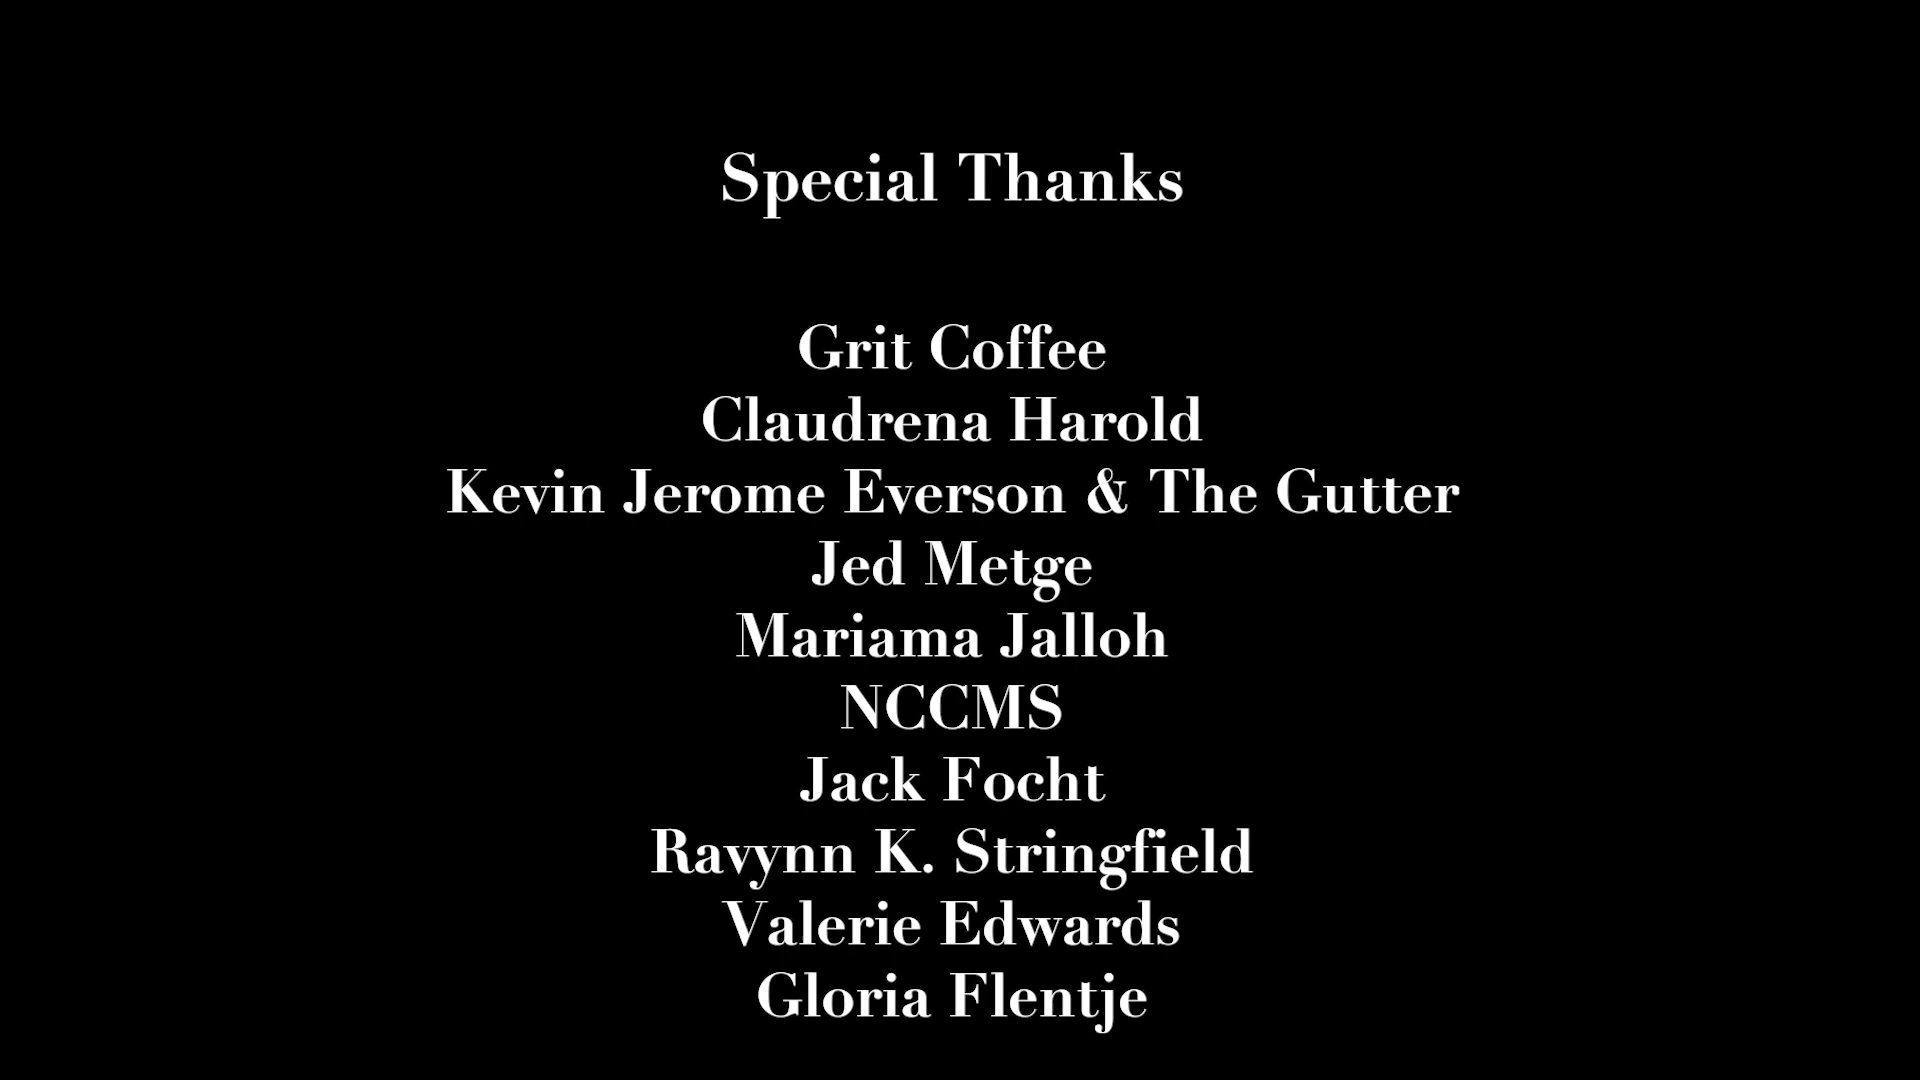 Special Thanks
Grit Coffee
Claudrena Harold
Kevin Jerome Everson & The Gutter
Jed Metge
Mariama Jalloh
NCCMS
Jack Focht
Ravynn K. Stringfield
Valerie Edwards
Gloria Flentje